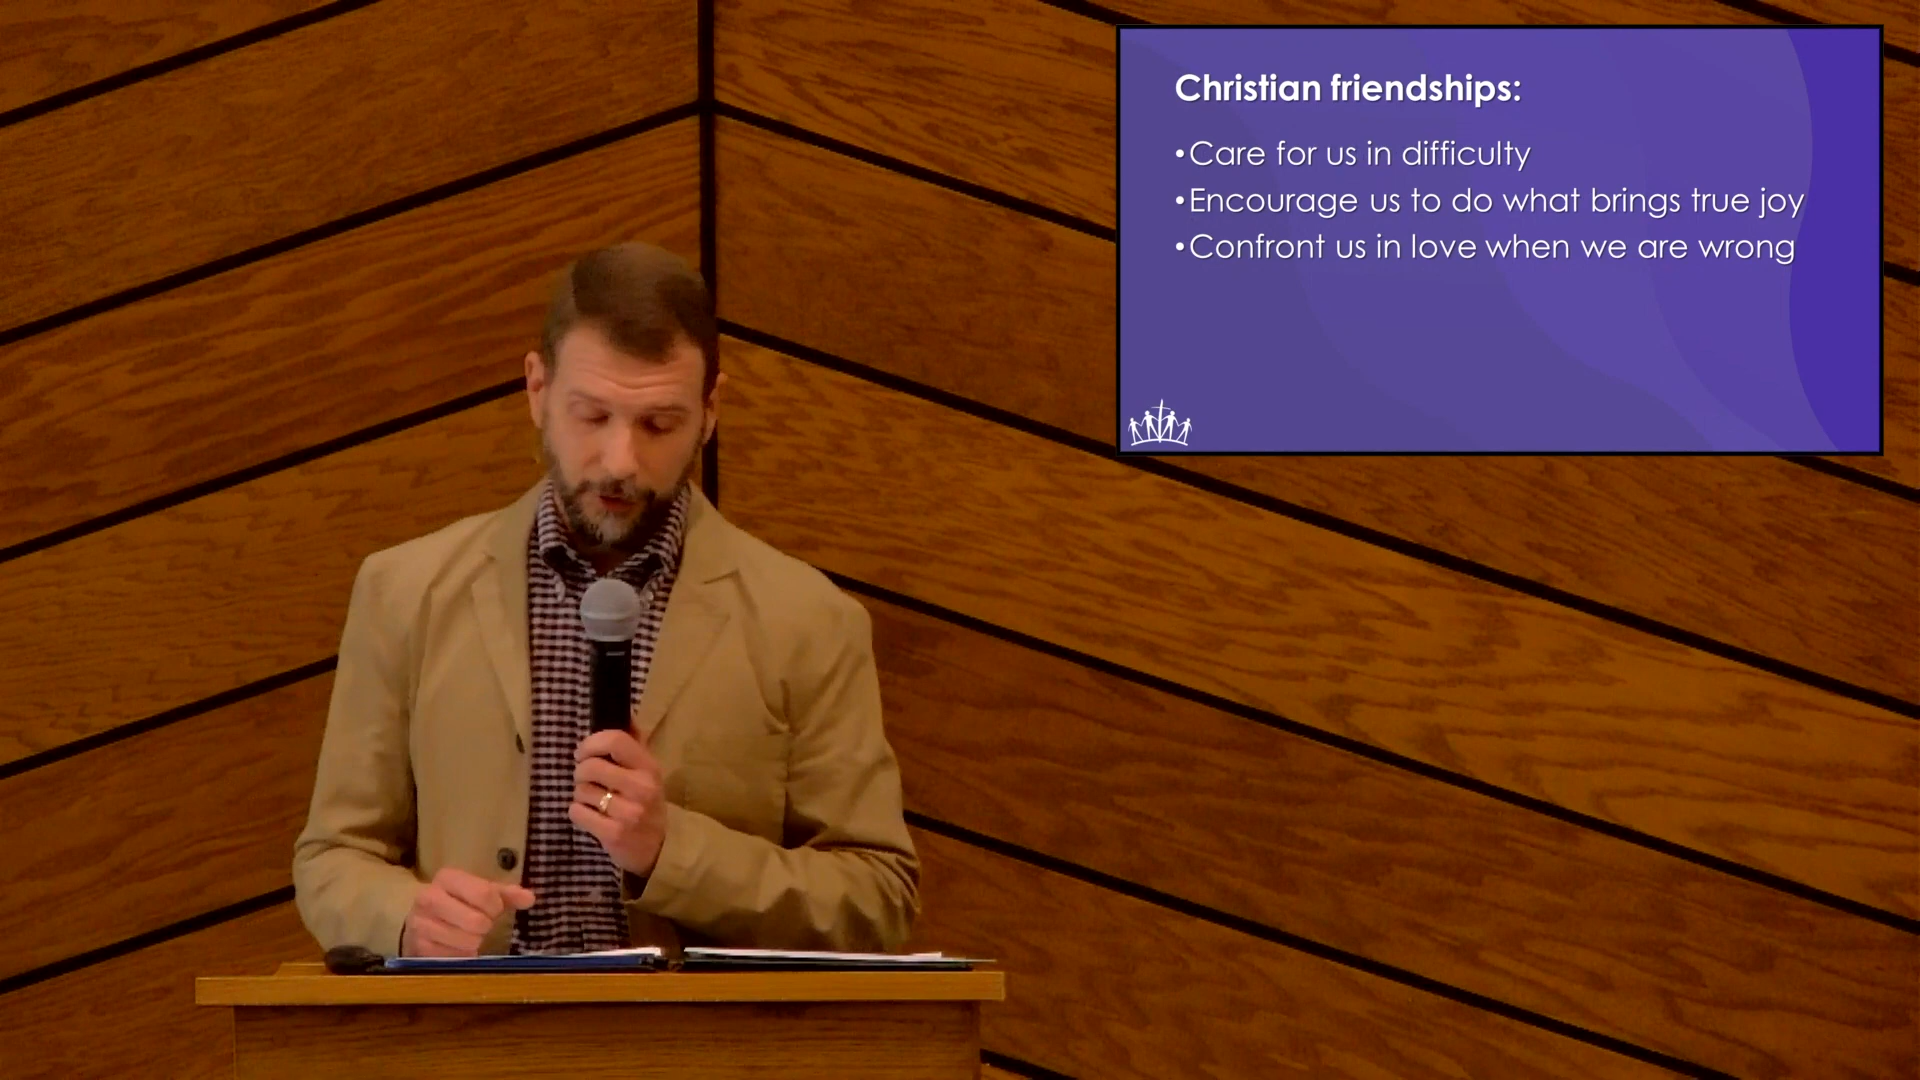 Christian friendships:
•Care for us in difficulty
•Encourage us to do what brings true joy
•Confront us in love when we are wrong